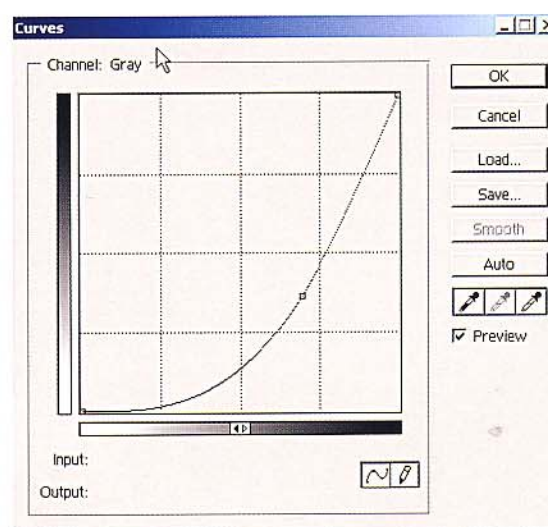 Curves
Channel: Gray
OK
Cancel
Load...
Save...
Smooth
Auto
Preview
Input:
Output: